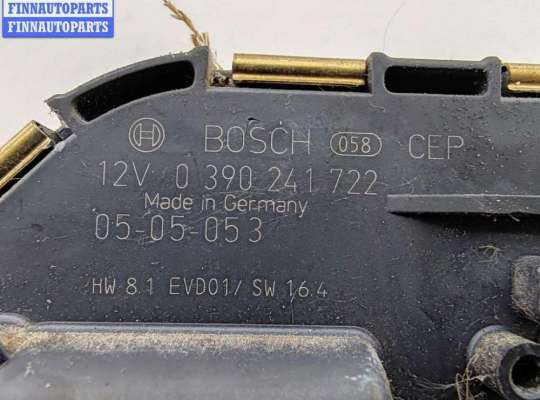 FINNAUTOPARTS
FINNAUTOPARTS
BOSCH 058 CEP
12V 0 390 241 722
Made in Germany
05-05-053
HW 8.1 EVD01/ SW 16.4